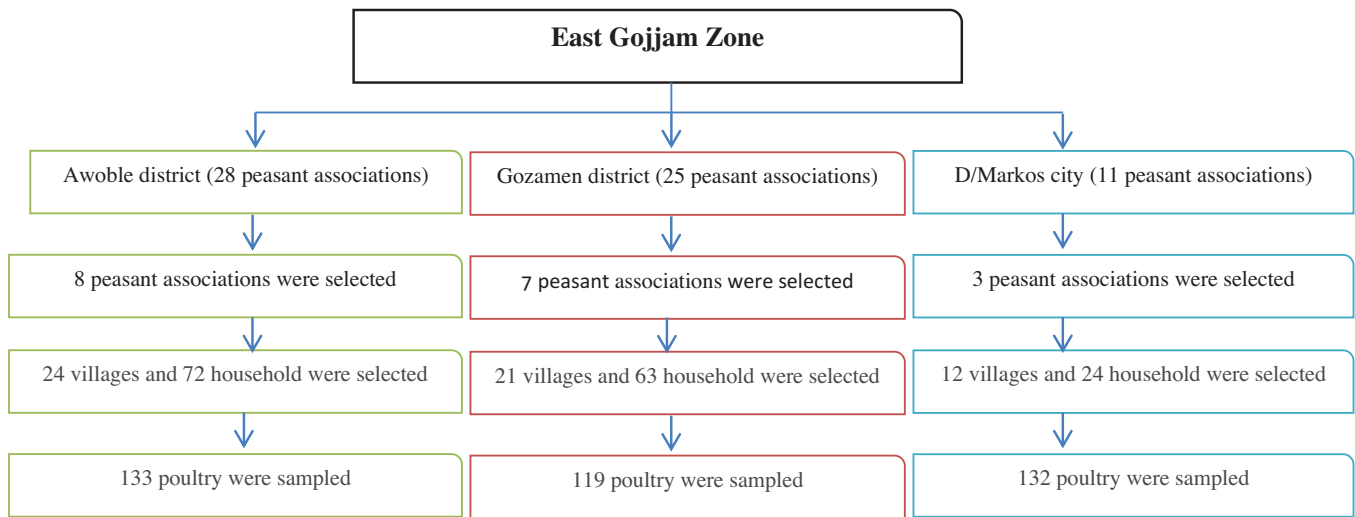 East Gojjam Zone
Awoble district (28 peasant associations)
Gozamen district (25 peasant associations)
D/Markos city (11 peasant associations)
8 peasant associations were selected
7 peasant associations were selected
3 peasant associations were selected
24 villages and 72 household were selected
21 villages and 63 household were selected
12 villages and 24 household were selected
133 poultry were sampled
119 poultry were sampled
132 poultry were sampled